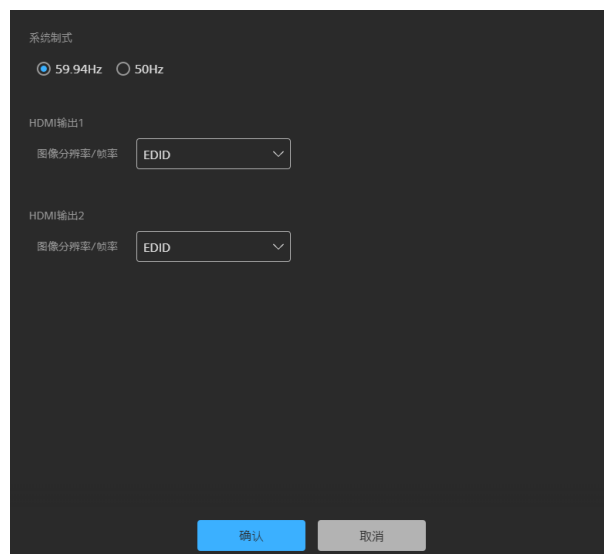 系统制式
59.94Hz 50Hz
HDMI输出1
图像分辨率/帧率 EDID
HDMI输出2
图像分辨率/帧率 EDID
确认 取消